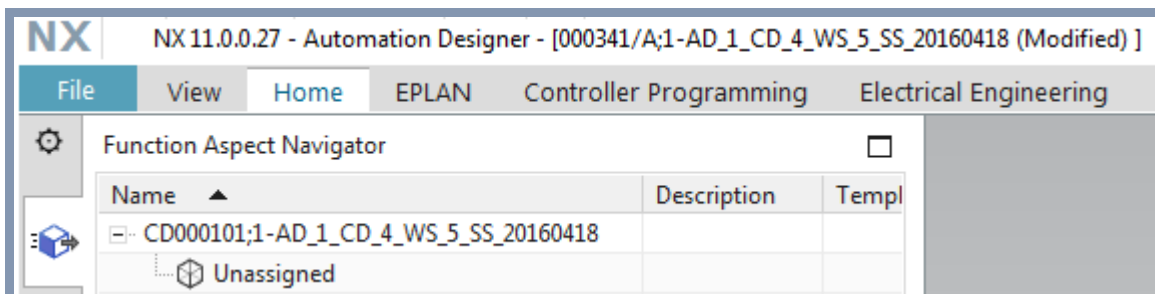 NX NX 11.0.0.27 - Automation Designer - [000341/A;1-AD_1_CD_4_WS_5_SS_20160418 (Modified) ]
File View Home EPLAN Controller Programming Electrical Engineering
Function Aspect Navigator
Name Description Templ
CD000101;1-AD_1_CD_4_WS_5_SS_20160418
Unassigned